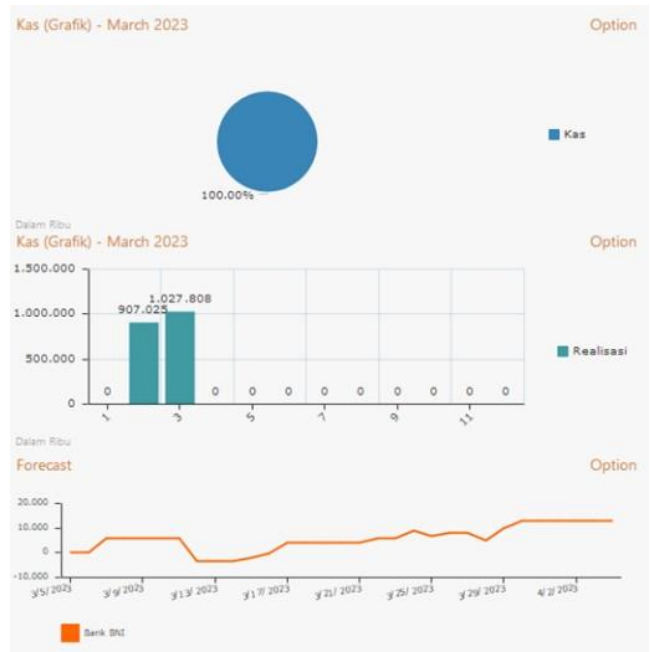 Kas (Grafik) - March 2023 Option
Kas
100.00%
Dalam Ribu
Kas (Grafik) - March 2023 Option
1.500.000
1.000.000
500.000
0
907.025
1.027.808
0 0 0 0 0 0 0 0 0 0
1 3 5 7 9 11
Realisasi
Dalam Ribu
Forecast Option
20.000
10.000
0
-10.000
3/5/2023 3/9/2023 3/13/2023 3/17/2023 3/21/2023 3/25/2023 3/29/2023 4/2/2023
Bank BNI